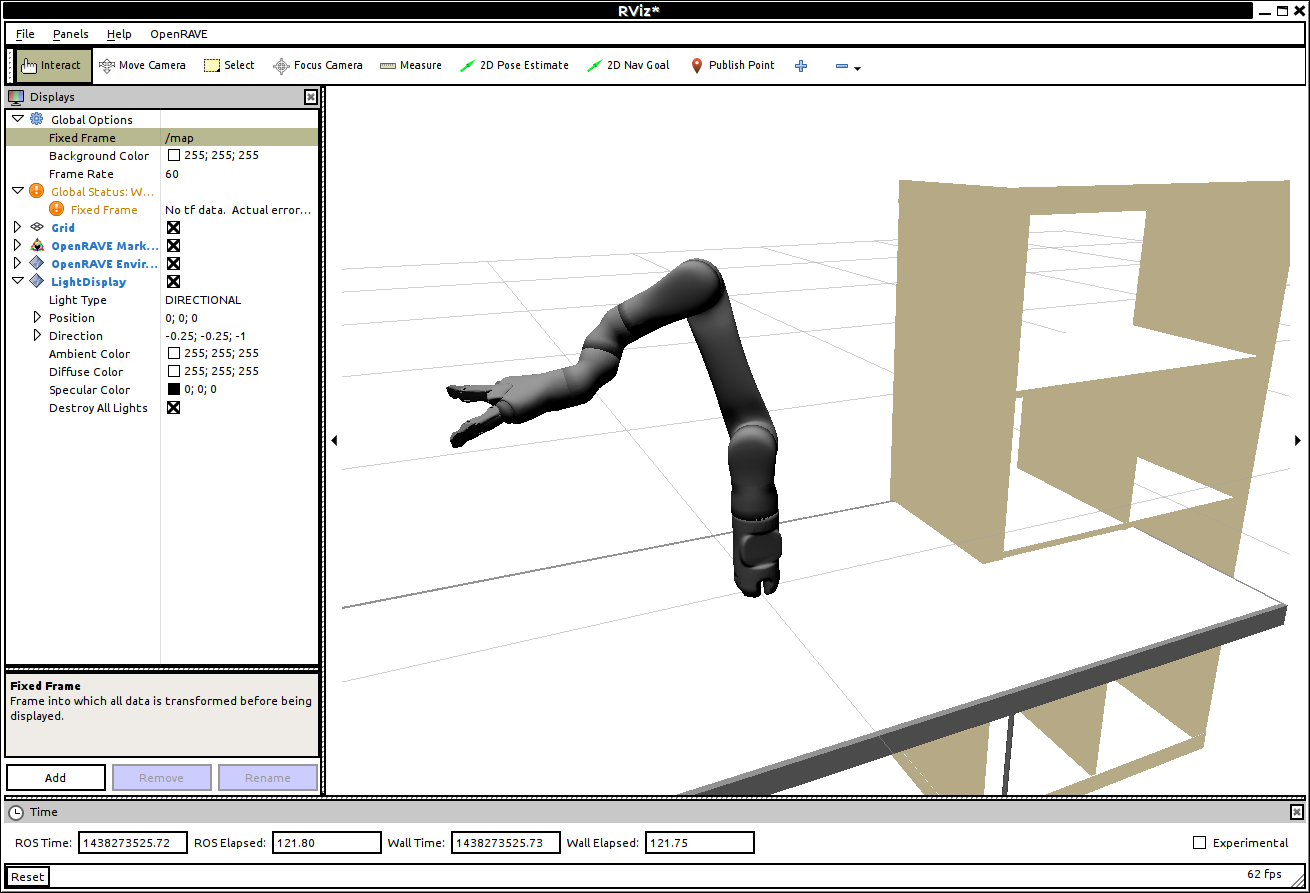 RViz*
File Panels Help OpenRAVE
Interact Move Camera Select Focus Camera Measure 2D Pose Estimate 2D Nav Goal Publish Point
Displays
Global Options
Fixed Frame /map
Background Color 255; 255; 255
Frame Rate 60
Global Status: W...
Fixed Frame No tf data. Actual error...
Grid
OpenRAVE Mark...
OpenRAVE Envir...
LightDisplay
Light Type DIRECTIONAL
Position 0; 0; 0
Direction -0.25; -0.25; -1
Ambient Color 255; 255; 255
Diffuse Color 255; 255; 255
Specular Color 0; 0; 0
Destroy All Lights
Fixed Frame
Frame into which all data is transformed before being
displayed.
Add Remove Rename
Time
ROS Time: 1438273525.72 ROS Elapsed: 121.80 Wall Time: 1438273525.73 Wall Elapsed: 121.75 Experimental
Reset 62 fps